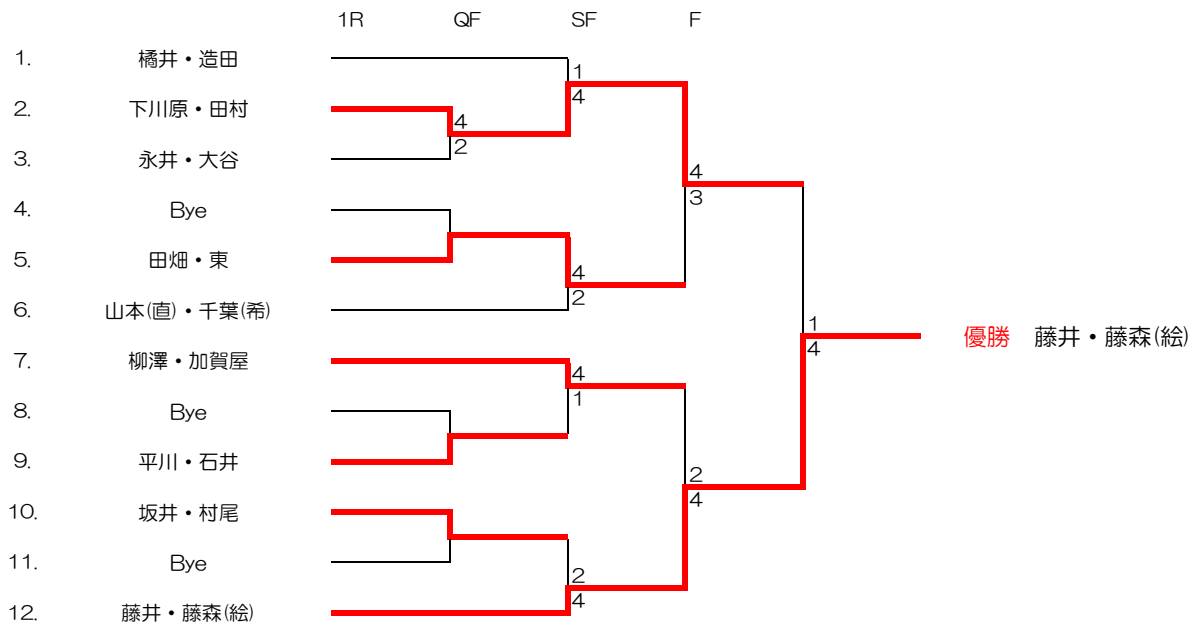 1R QF SF F
1. 橘井・造田
1
2. 下川原・田村
4
4
2
3. 永井・大谷
4
3
4. Bye
5. 田畑・東
4
2
6. 山本(直)・千葉(希)
1
優勝 藤井・藤森(絵)
4
7. 柳澤・加賀屋
4
1
8. Bye
9. 平川・石井
2
4
10. 坂井・村尾
11. Bye
2
4
12. 藤井・藤森(絵)